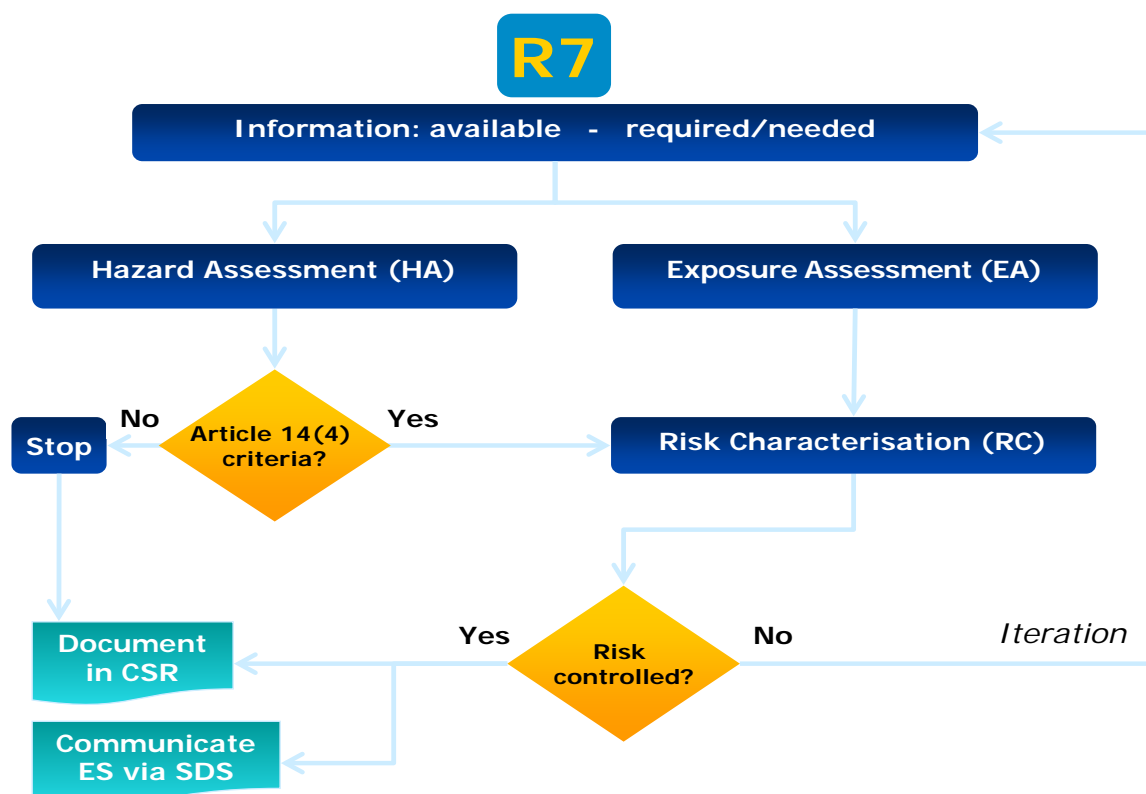 R7
Information: available - required/needed
Hazard Assessment (HA)
Exposure Assessment (EA)
No
Yes
Stop
Article 14(4)
criteria?
Risk Characterisation (RC)
Yes
No
Iteration
Document
in CSR
Risk
controlled?
Communicate
ES via SDS